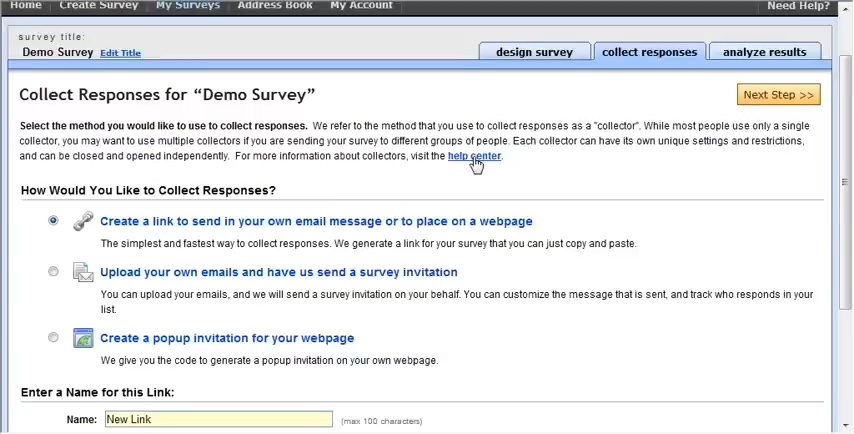 Home Create Survey My Surveys Address Book My Account Need Help?
survey title:
Demo Survey Edit Title design survey collect responses analyze results
Collect Responses for “Demo Survey” Next Step >>
Select the method you would like to use to collect responses. We refer to the method that you use to collect responses as a "collector". While most people use only a single
collector, you may want to use multiple collectors if you are sending your survey to different groups of people. Each collector can have its own unique settings and restrictions,
and can be closed and opened independently. For more information about collectors, visit the help center.
How Would You Like to Collect Responses?
Create a link to send in your own email message or to place on a webpage
The simplest and fastest way to collect responses. We generate a link for your survey that you can just copy and paste.
Upload your own emails and have us send a survey invitation
You can upload your emails, and we will send a survey invitation on your behalf. You can customize the message that is sent, and track who responds in your
list.
Create a popup invitation for your webpage
We give you the code to generate a popup invitation on your own webpage.
Enter a Name for this Link:
Name: New Link (max 100 characters)